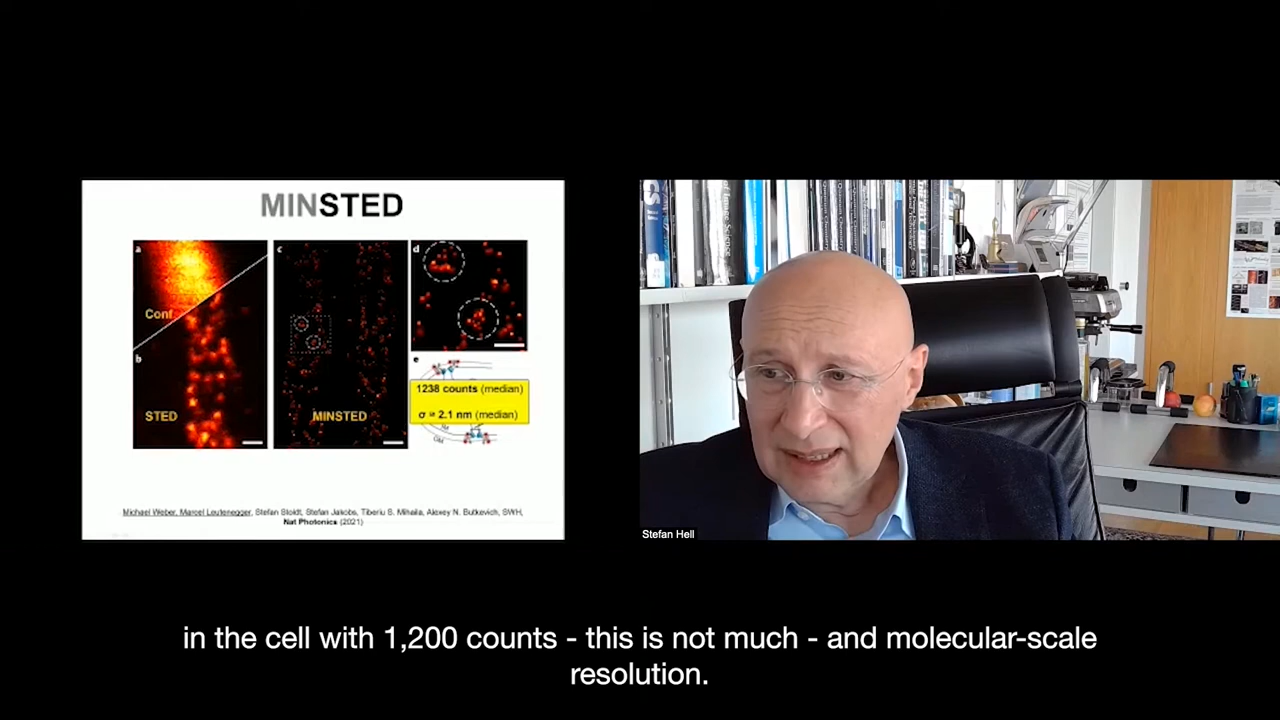 MINSTED
a
Conf.
b
STED
c
MINSTED
d
e
1238 counts (median)
σ ≅ 2.1 nm (median)
IM
OM
Michael Weber, Marcel Leutenegger, Stefan Stoldt, Stefan Jakobs, Tiberiu S. Mihaila, Alexey N. Butkevich, SWH,
Nat Photonics (2021)
Stefan Hell
in the cell with 1,200 counts - this is not much - and molecular-scale
resolution.